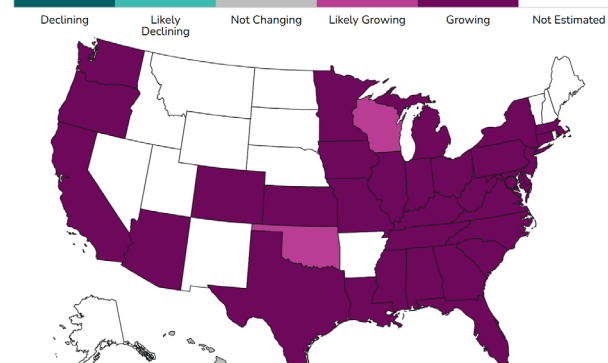 Declining
Likely
Declining
Not Changing
Likely Growing
Growing
Not Estimated